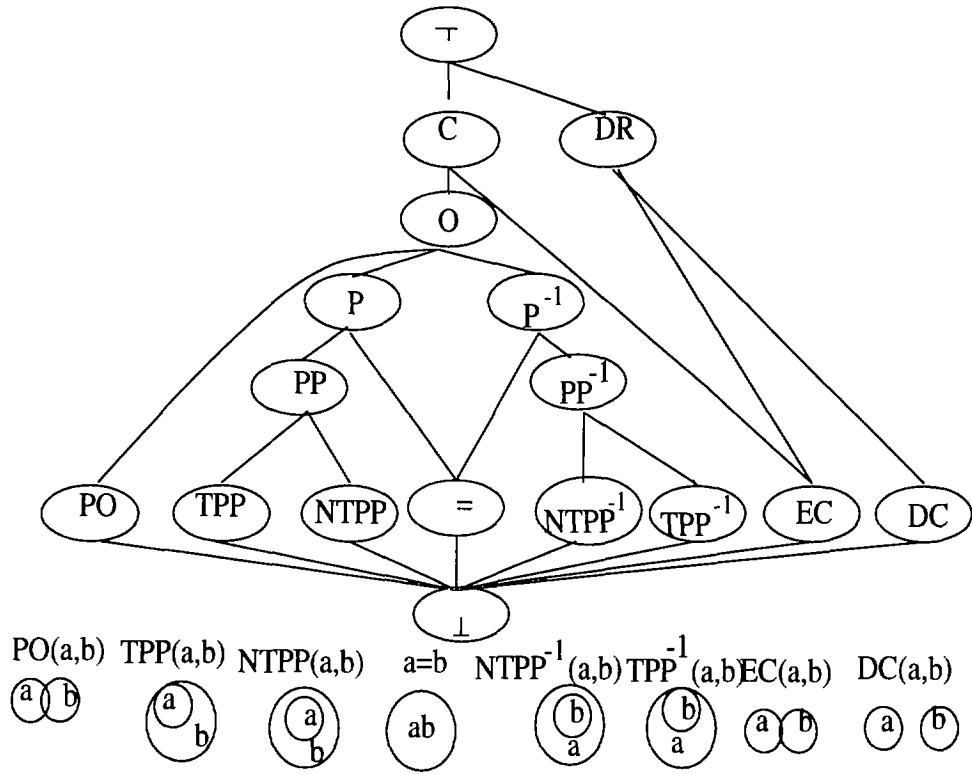 ⊤
C DR
O
P P⁻¹
PP PP⁻¹
PO TPP NTPP = NTPP⁻¹ TPP⁻¹ EC DC
⊥
PO(a,b) TPP(a,b) NTPP(a,b) a=b NTPP⁻¹(a,b) TPP⁻¹(a,b) EC(a,b) DC(a,b)
a b a b a b ab b a b a a b a b